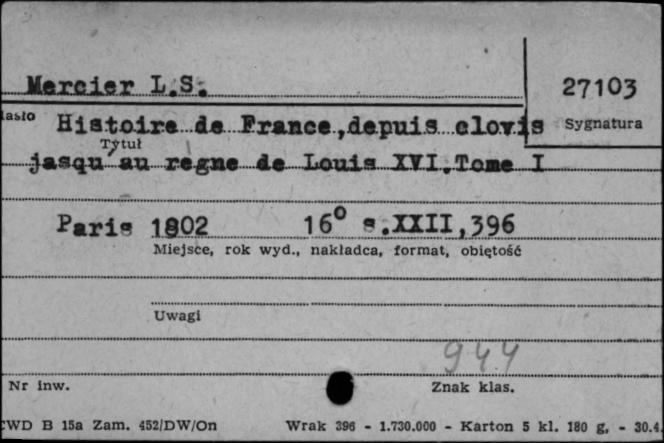 Mercier L.S.
27103
Hasło
Histoire de France, depuis clovis
Sygnatura
Tytuł
jasqu'au regne de Louis XVI. Tome I
Paris 1802 16° s.XXII,396
Miejsce, rok wyd., nakładca, format, obiętość
Uwagi
944
Nr inw.
Znak klas.
CWD B 15a Zam. 452/DW/On Wrak 396 - 1.730.000 - Karton 5 kl. 180 g. - 30.4.